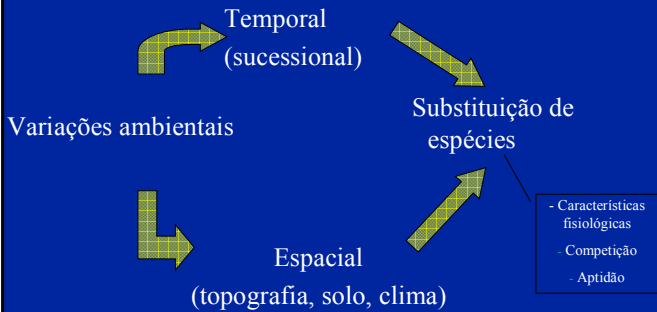 Temporal
(sucessional)
Variações ambientais
Substituição de
espécies
- Características
fisiológicas
- Competição
- Aptidão
Espacial
(topografia, solo, clima)